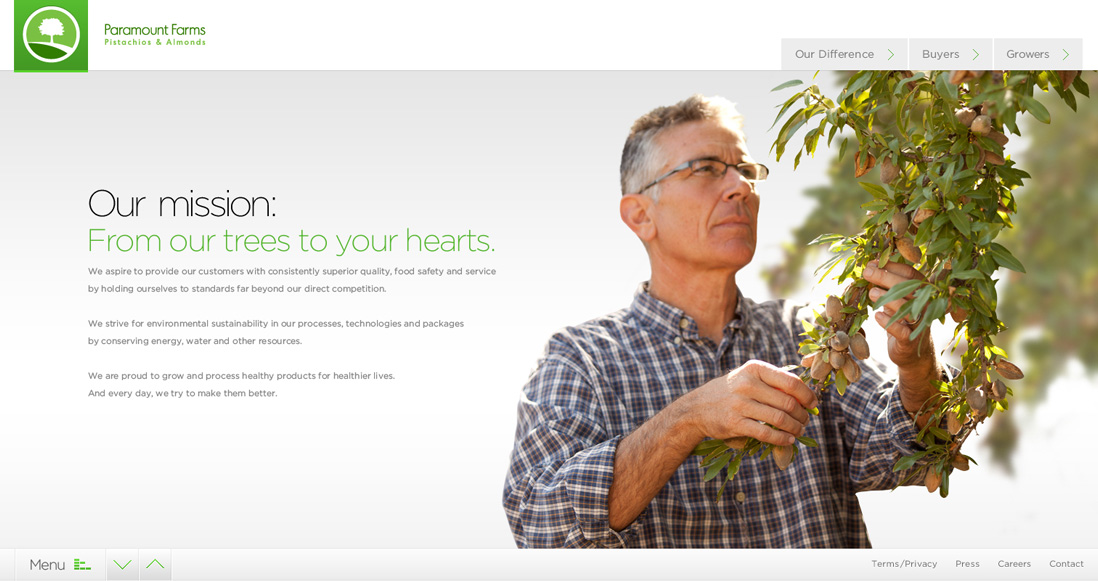 Paramount Farms
Pistachios & Almonds
Our Difference
Buyers
Growers
Our mission:
From our trees to your hearts.
We aspire to provide our customers with consistently superior quality, food safety and service
by holding ourselves to standards far beyond our direct competition.
We strive for environmental sustainability in our processes, technologies and packages
by conserving energy, water and other resources.
We are proud to grow and process healthy products for healthier lives.
And every day, we try to make them better.
Menu
Terms/Privacy
Press
Careers
Contact